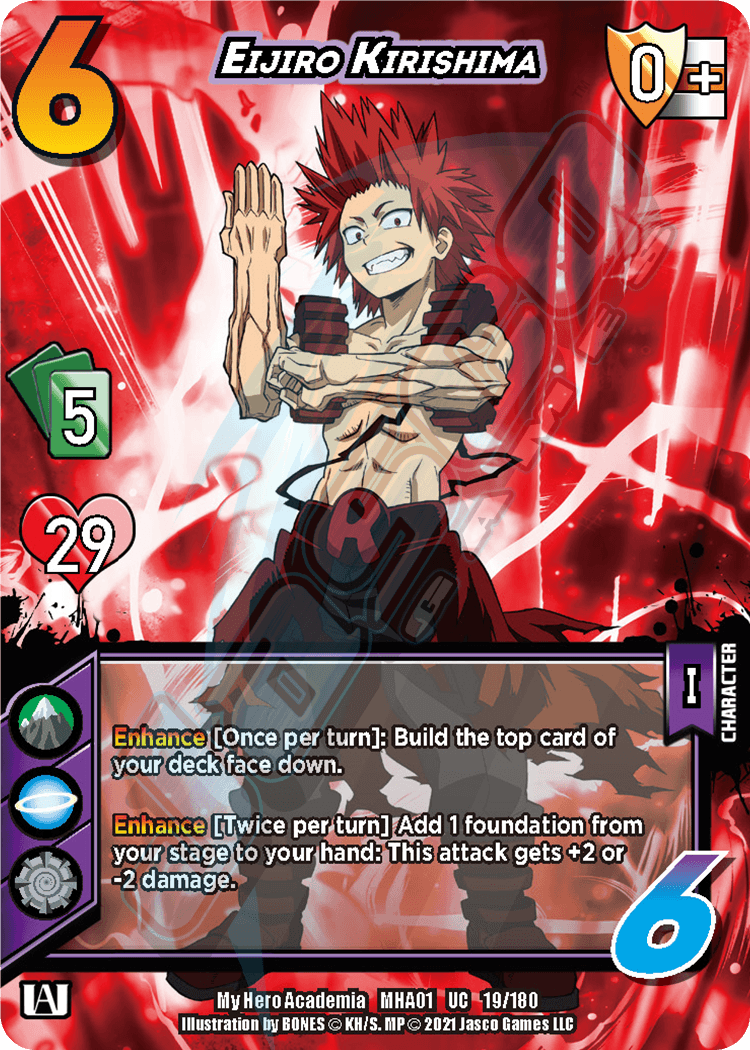 6
EIJIRO KIRISHIMA
0
+
5
29
R
I
CHARACTER
Enhance [Once per turn]: Build the top card of
your deck face down.
Enhance [Twice per turn] Add 1 foundation from
your stage to your hand: This attack gets +2 or
-2 damage.
6
UA
My Hero Academia MHA01 UC 19/180
Illustration by BONES © KH/S. MP © 2021 Jasco Games LLC